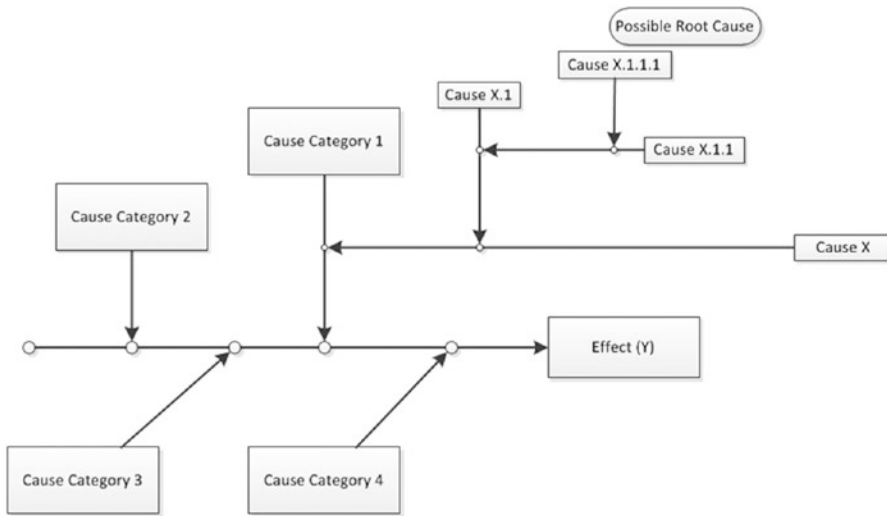 Possible Root Cause
Cause X.1.1.1
Cause X.1
Cause Category 1
Cause X.1.1
Cause Category 2
Cause X
Effect (Y)
Cause Category 3
Cause Category 4